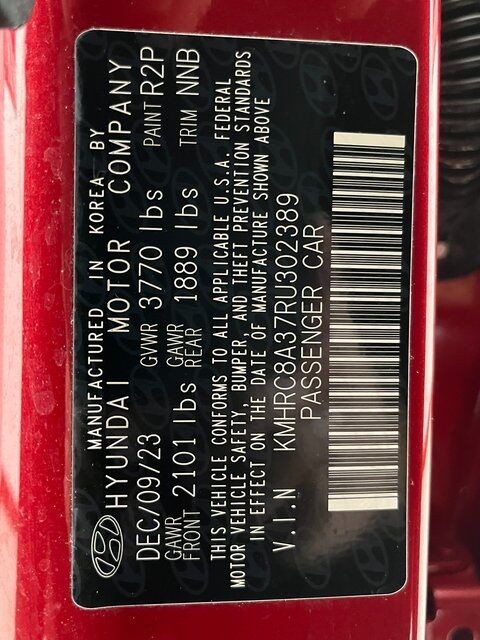 MANUFACTURED IN KOREA BY
HYUNDAI MOTOR COMPANY
DEC/09/23 GVWR 3770 lbs PAINT R2P
GAWR FRONT 2101 lbs GAWR REAR 1889 lbs TRIM NNB
THIS VEHICLE CONFORMS TO ALL APPLICABLE U.S.A. FEDERAL
MOTOR VEHICLE SAFETY, BUMPER, AND THEFT PREVENTION STANDARDS
IN EFFECT ON THE DATE OF MANUFACTURE SHOWN ABOVE
V.I.N KMHRC8A37RU302389
PASSENGER CAR